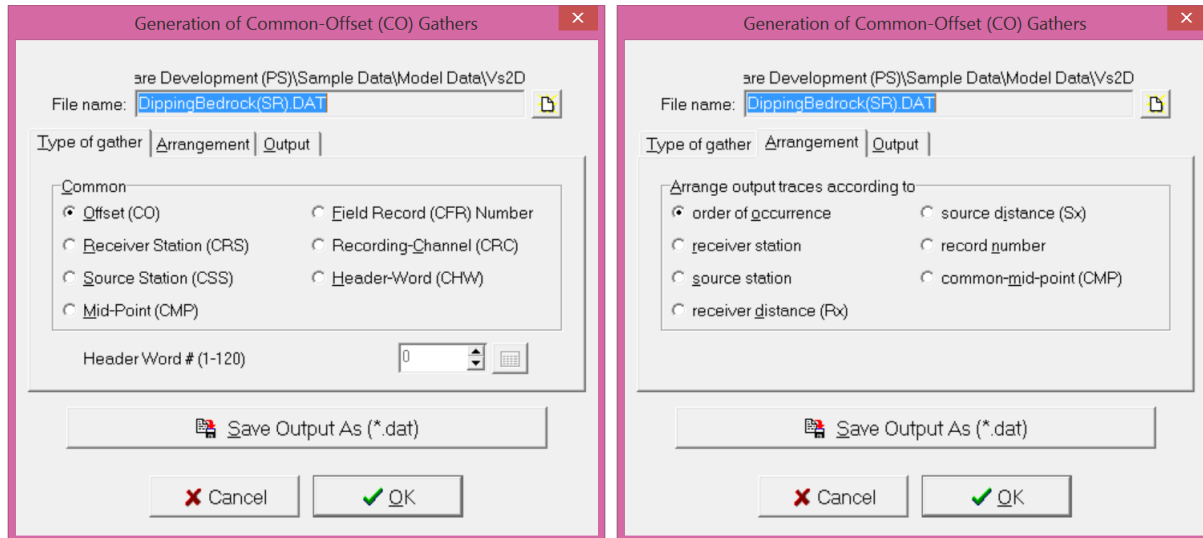 Generation of Common-Offset (CO) Gathers
are Development (PS)\Sample Data\Model Data\Vs2D
File name: DippingBedrock(SR).DAT
Type of gather Arrangement Output
Common
Offset (CO) Field Record (CFR) Number
Receiver Station (CRS) Recording-Channel (CRC)
Source Station (CSS) Header-Word (CHW)
Mid-Point (CMP)
Header Word # (1-120) 0
Save Output As (*.dat)
Cancel OK
Generation of Common-Offset (CO) Gathers
are Development (PS)\Sample Data\Model Data\Vs2D
File name: DippingBedrock(SR).DAT
Type of gather Arrangement Output
Arrange output traces according to
order of occurrence source distance (Sx)
receiver station record number
source station common-mid-point (CMP)
receiver distance (Rx)
Save Output As (*.dat)
Cancel OK